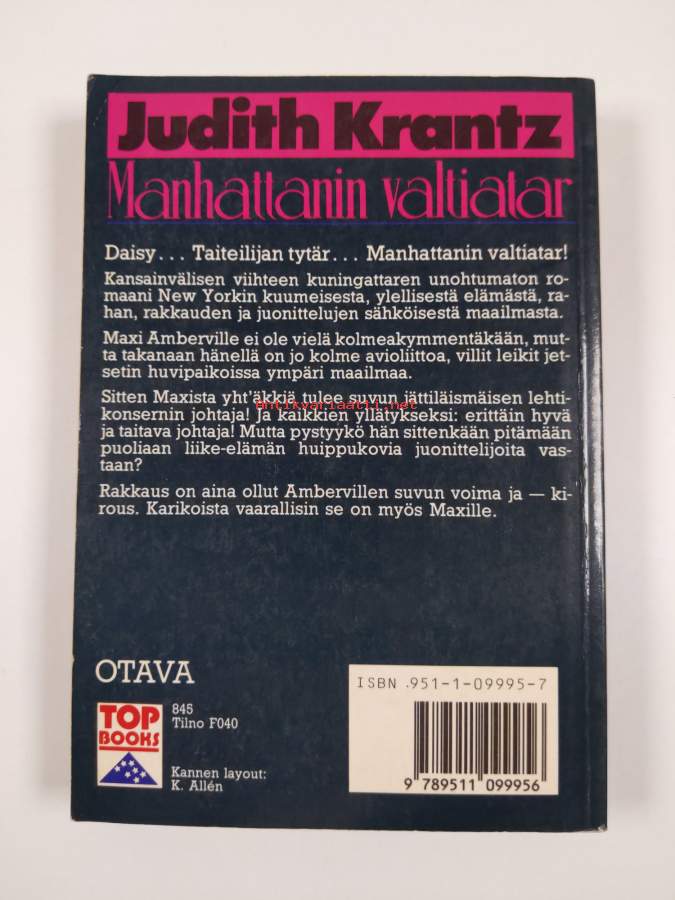 Judith Krantz
Manhattanin valtiatar
Daisy... Taiteilijan tytär... Manhattanin valtiatar!
Kansainvälisen viihteen kuningattaren unohtumaton ro-
maani New Yorkin kuumeisesta, ylellisestä elämästä, ra-
han, rakkauden ja juonittelujen sähköisestä maailmasta.
Maxi Amberville ei ole vielä kolmeakymmentäkään, mut-
ta takanaan hänellä on jo kolme avioliittoa, villit leikit jet-
setin huvipaikoissa ympäri maailmaa.
Sitten Maxista yht'äkkiä tulee suvun jättiläismäisen lehti-
antikvariaatti.net
konsernin johtaja! Ja kaikkien yllätykseksi: erittäin hyvä
ja taitava johtaja! Mutta pystyykö hän sittenkään pitämään
puoliaan liike-elämän huippukovia juonittelijoita vas-
taan?
Rakkaus on aina ollut Ambervillen suvun voima ja — ki-
rous. Karikoista vaarallisin se on myös Maxille.
OTAVA
TOP
BOOKS
845
Tilno F040
Kannen layout:
K. Allén
ISBN 951-1-09995-7
9 789511 099956